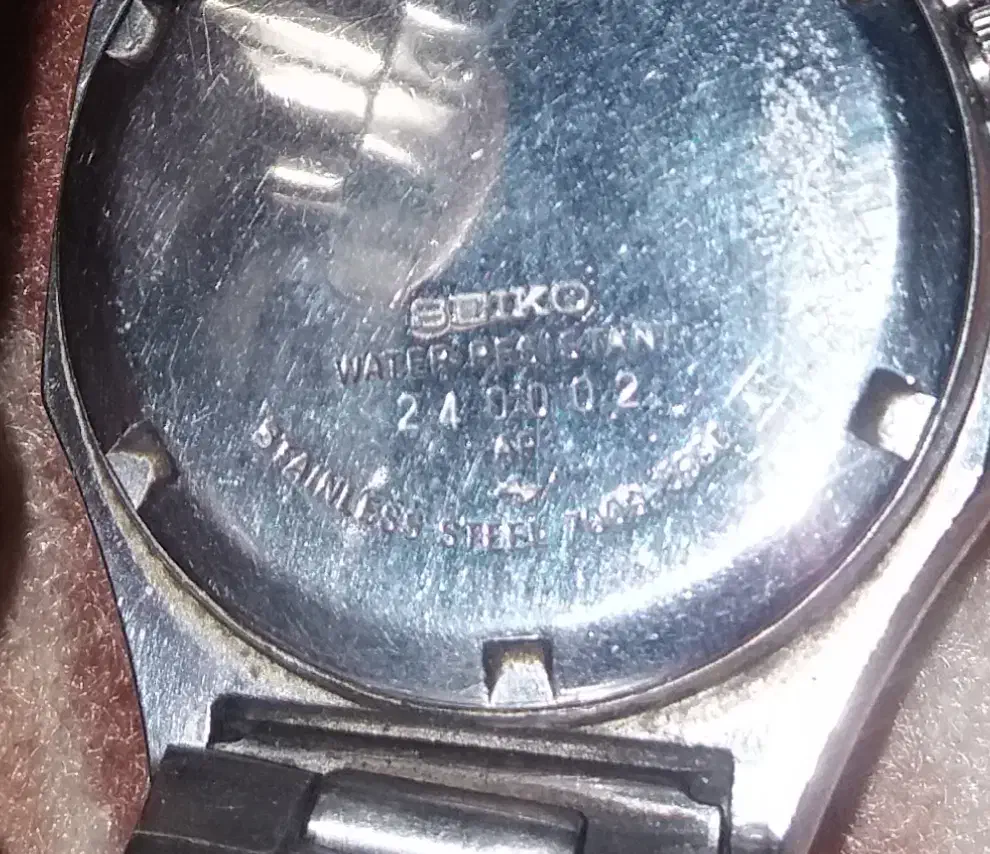 SEIKO
WATER RESISTANT
240002
STAINLESS STEEL